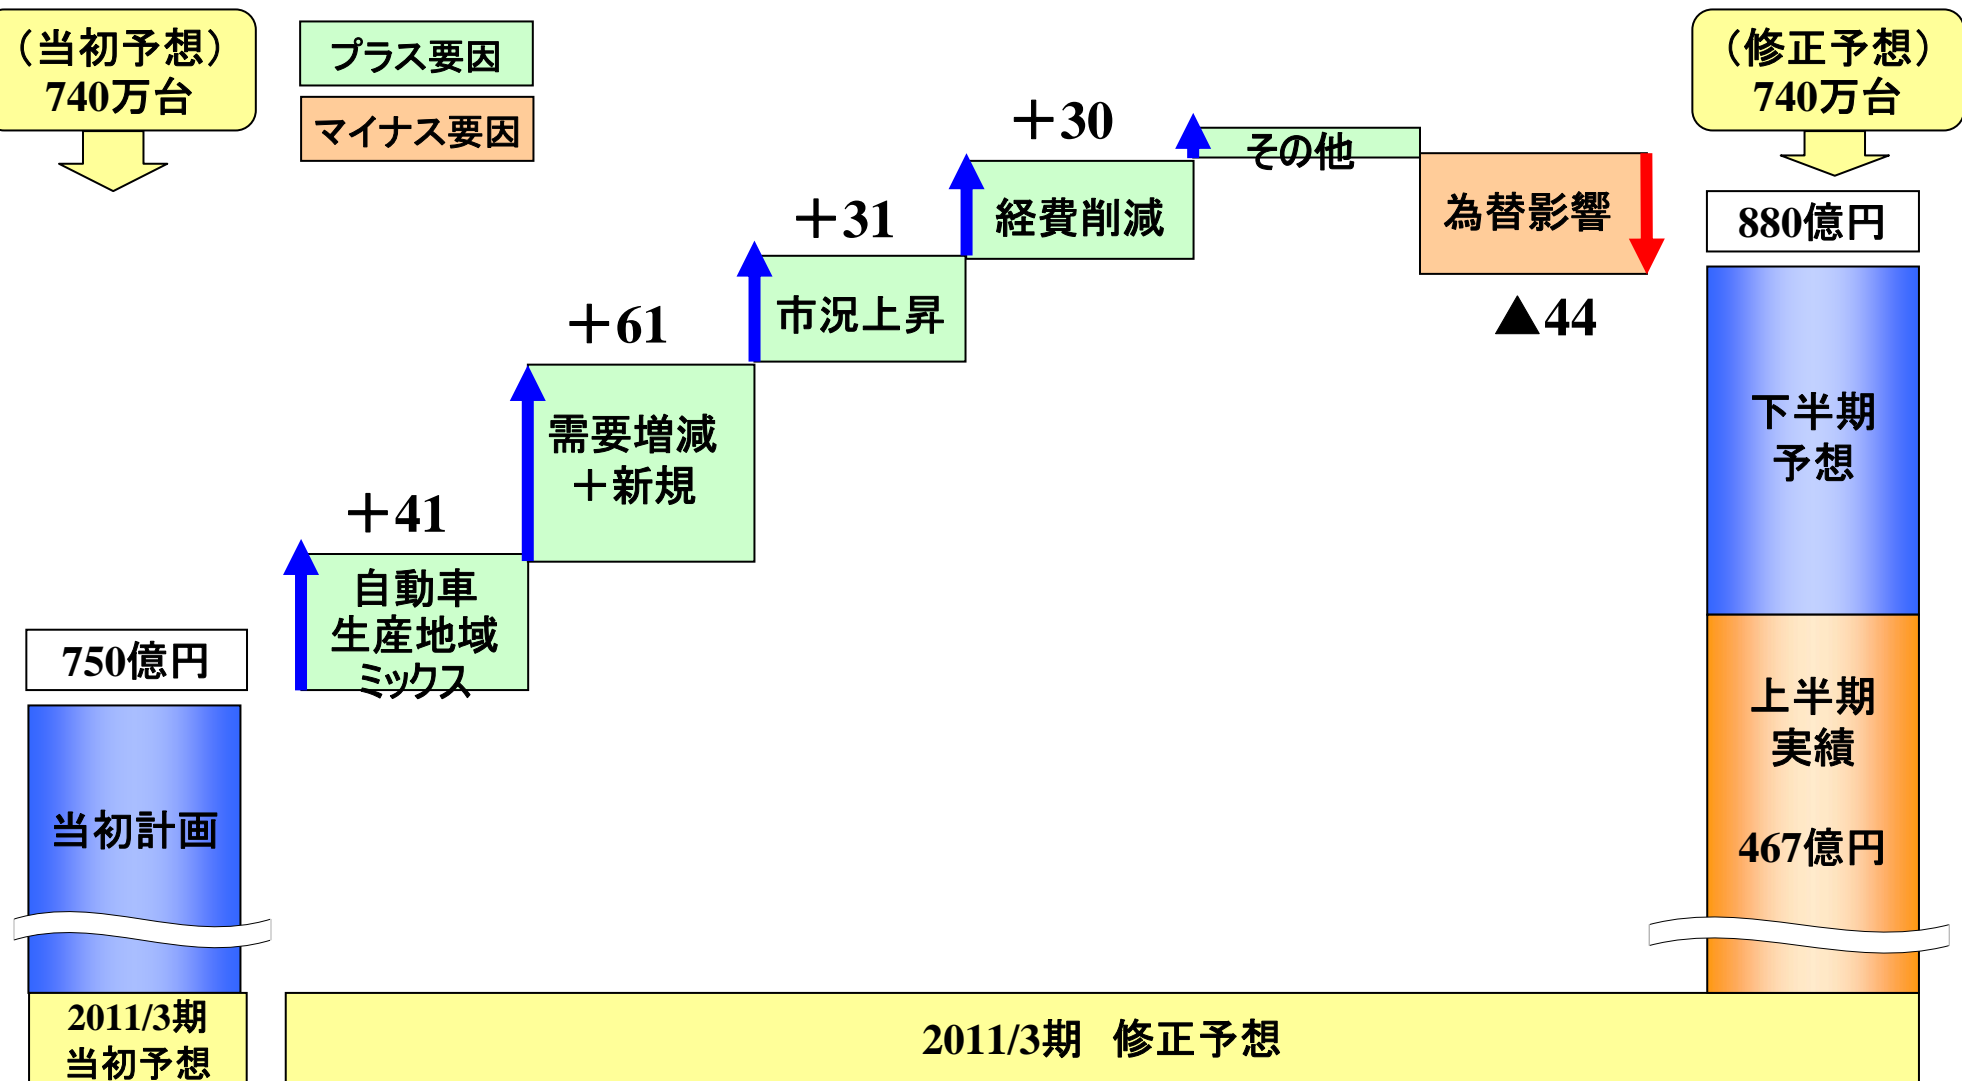 （当初予想）
740万台
プラス要因
マイナス要因
（修正予想）
740万台
880億円
＋30
その他
為替影響
▲44
＋31
経費削減
＋61
市況上昇
需要増減
＋新規
＋41
自動車
生産地域
ミックス
750億円
当初計画
下半期
予想
上半期
実績
467億円
2011/3期
当初予想
2011/3期 修正予想